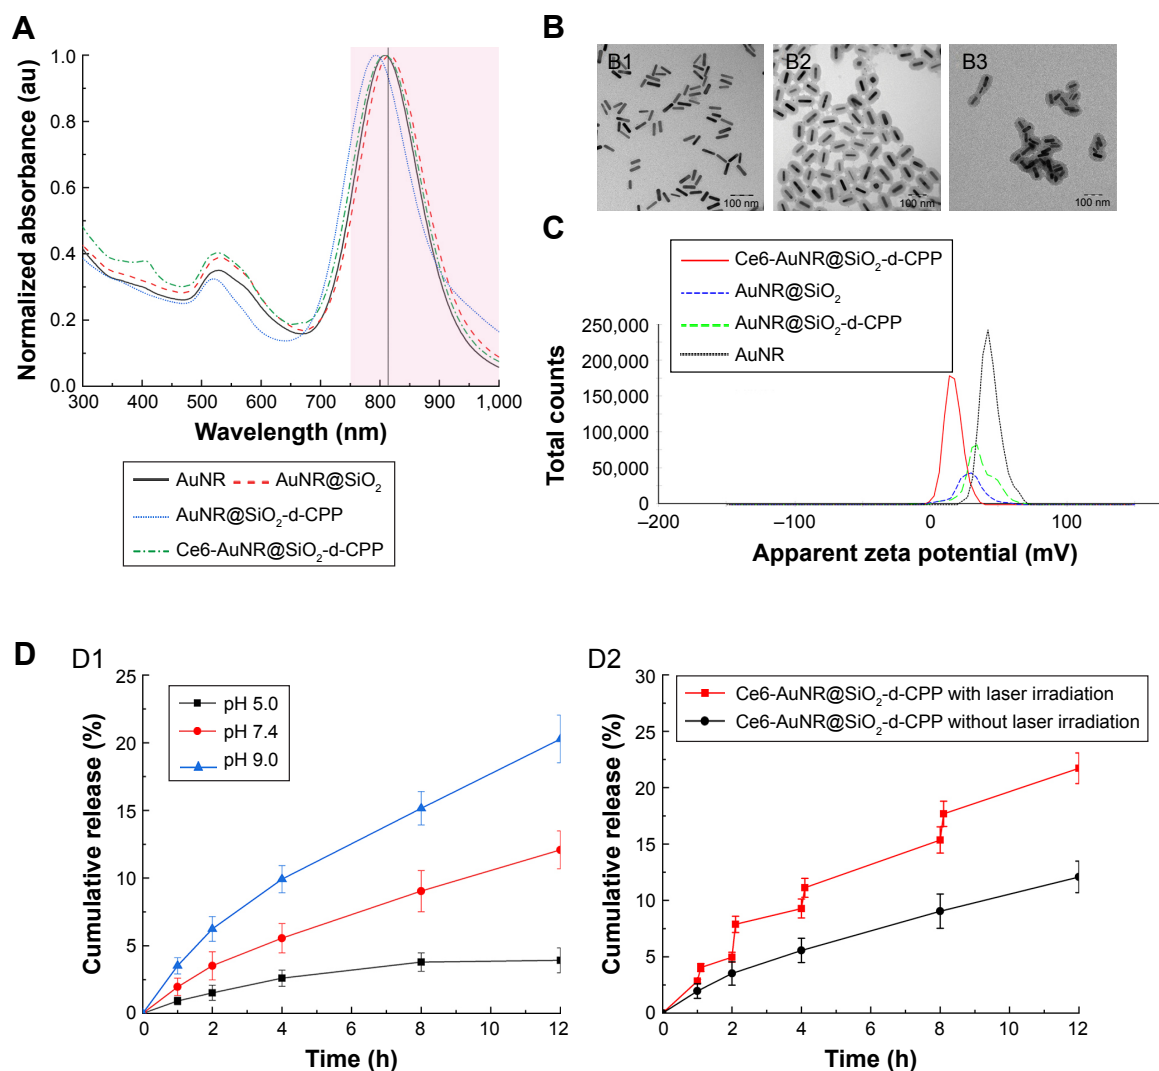 A
Normalized absorbance (au)
1.0
0.8
0.6
0.4
0.2
0.0
300 400 500 600 700 800 900 1,000
Wavelength (nm)
AuNR AuNR@SiO₂
AuNR@SiO₂-d-CPP
Ce6-AuNR@SiO₂-d-CPP
B
B1
100 nm
B2
100 nm
B3
100 nm
C
Ce6-AuNR@SiO₂-d-CPP
AuNR@SiO₂
AuNR@SiO₂-d-CPP
AuNR
Total counts
250,000
200,000
150,000
100,000
50,000
0
–200 –100 0 100
Apparent zeta potential (mV)
D
D1
Cumulative release (%)
25
20
15
10
5
0
pH 5.0
pH 7.4
pH 9.0
0 2 4 6 8 10 12
Time (h)
D2
Cumulative release (%)
30
25
20
15
10
5
0
Ce6-AuNR@SiO₂-d-CPP with laser irradiation
Ce6-AuNR@SiO₂-d-CPP without laser irradiation
0 2 4 6 8 10 12
Time (h)